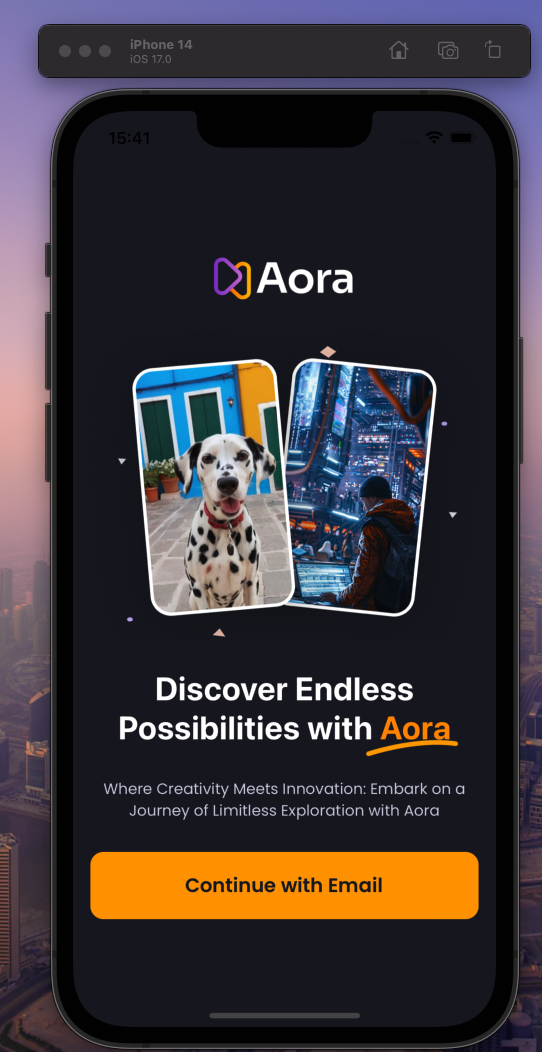 iPhone 14
iOS 17.0
15:41
Aora
Discover Endless
Possibilities with Aora
Where Creativity Meets Innovation: Embark on a
Journey of Limitless Exploration with Aora
Continue with Email